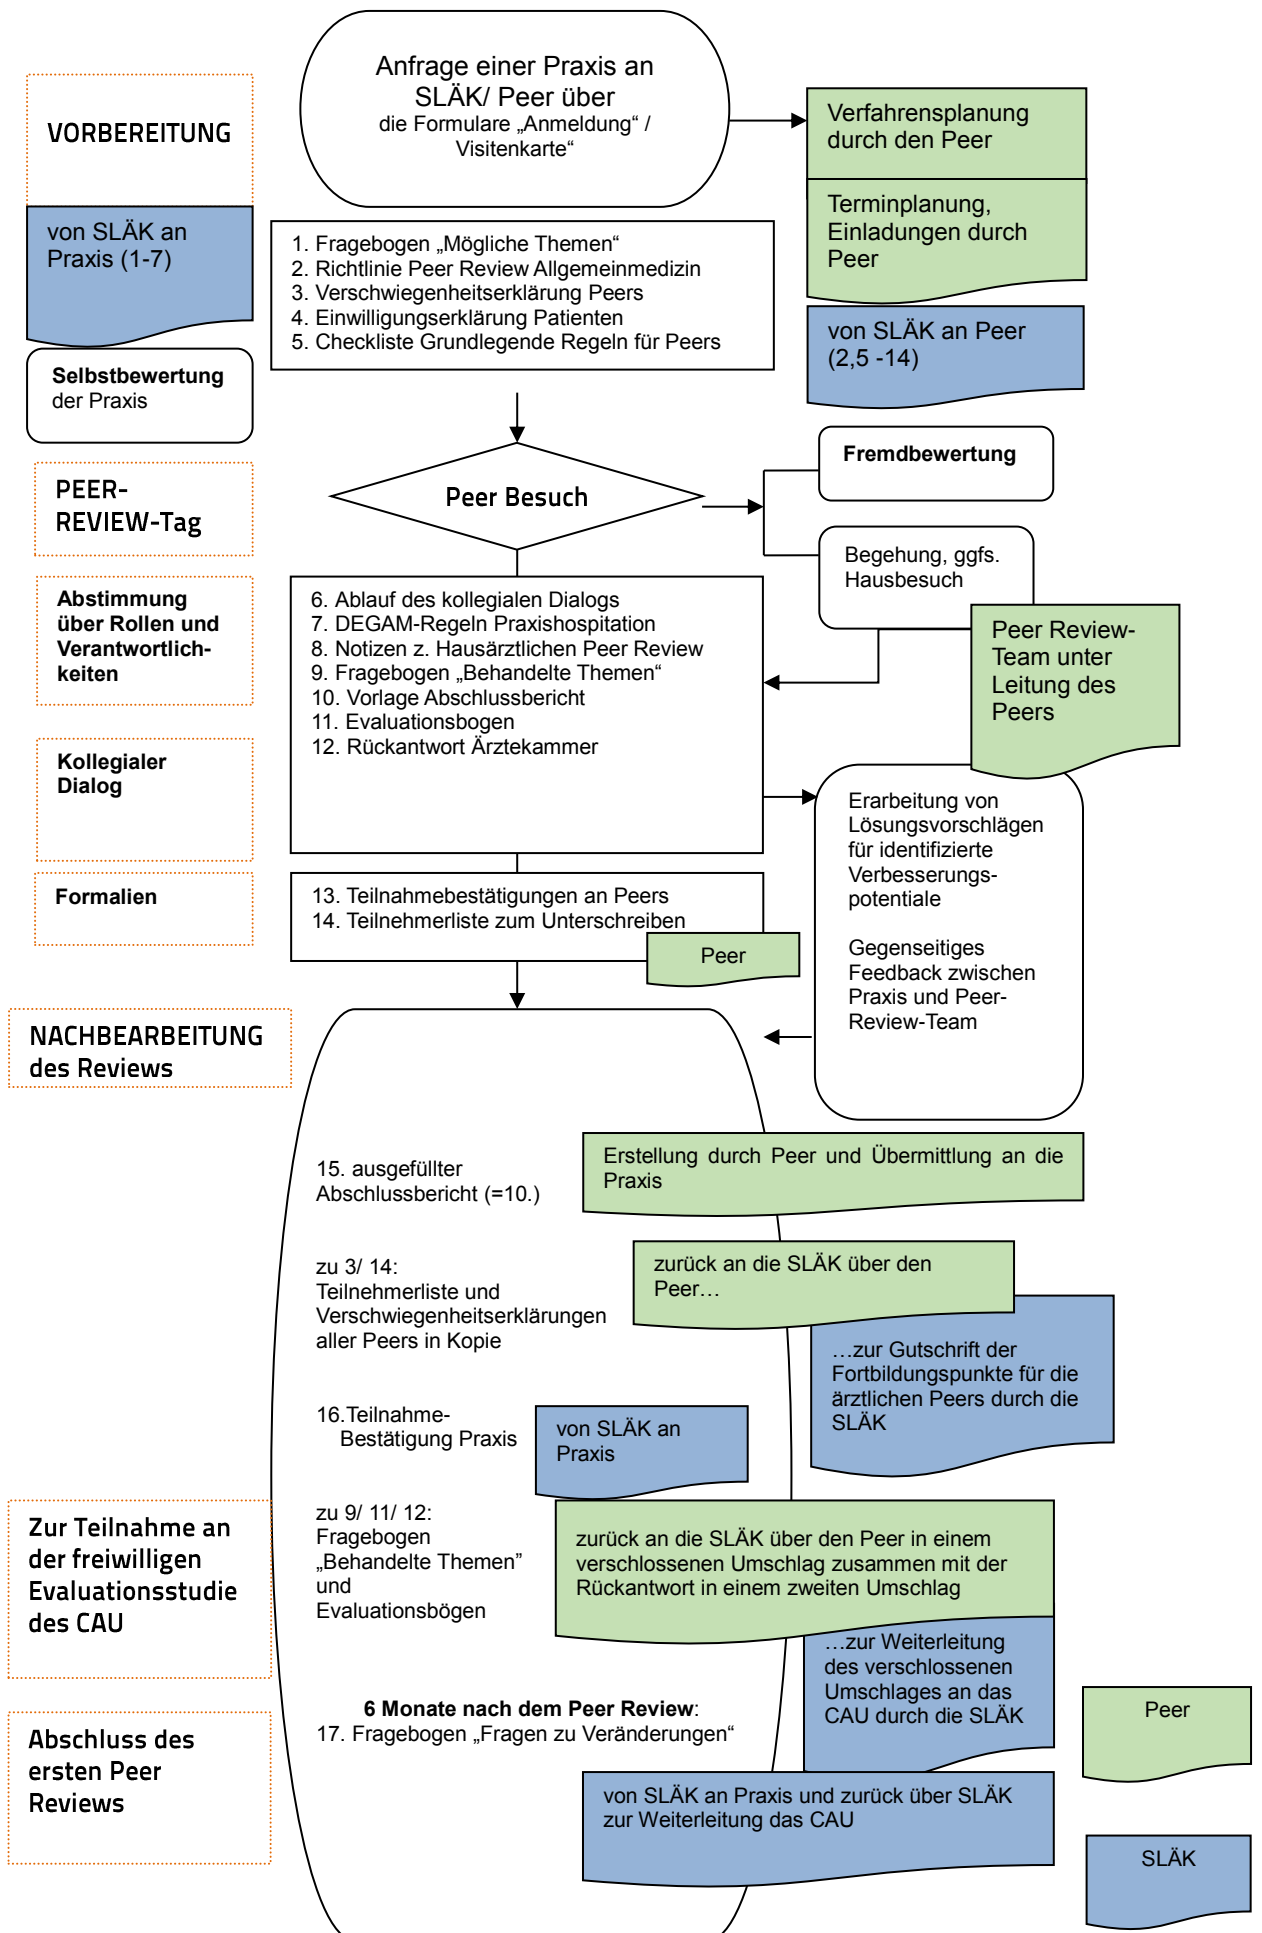 Anfrage einer Praxis an
SLÄK/ Peer über
die Formulare „Anmeldung“ /
Visitenkarte“
VORBEREITUNG
Verfahrensplanung
durch den Peer
Terminplanung,
Einladungen durch
Peer
von SLÄK an
Praxis (1-7)
1. Fragebogen „Mögliche Themen“
2. Richtlinie Peer Review Allgemeinmedizin
3. Verschwiegenheitserklärung Peers
4. Einwilligungserklärung Patienten
5. Checkliste Grundlegende Regeln für Peers
von SLÄK an Peer
(2,5 -14)
Selbstbewertung
der Praxis
PEER-
REVIEW-Tag
Peer Besuch
Fremdbewertung
Begehung, ggfs.
Hausbesuch
Abstimmung
über Rollen und
Verantwortlich-
keiten
6. Ablauf des kollegialen Dialogs
7. DEGAM-Regeln Praxishospitation
8. Notizen z. Hausärztlichen Peer Review
9. Fragebogen „Behandelte Themen“
10. Vorlage Abschlussbericht
11. Evaluationsbogen
12. Rückantwort Ärztekammer
Peer Review-
Team unter
Leitung des
Peers
Kollegialer
Dialog
Erarbeitung von
Lösungsvorschlägen
für identifizierte
Verbesserungs-
potentiale
Gegenseitiges
Feedback zwischen
Praxis und Peer-
Review-Team
Formalien
13. Teilnahmebestätigungen an Peers
14. Teilnehmerliste zum Unterschreiben
Peer
NACHBEARBEITUNG
des Reviews
15. ausgefüllter
Abschlussbericht (=10.)
Erstellung durch Peer und Übermittlung an die
Praxis
zu 3/ 14:
Teilnehmerliste und
Verschwiegenheitserklärungen
aller Peers in Kopie
zurück an die SLÄK über den
Peer…
…zur Gutschrift der
Fortbildungspunkte für die
ärztlichen Peers durch die
SLÄK
16.Teilnahme-
Bestätigung Praxis
von SLÄK an
Praxis
Zur Teilnahme an
der freiwilligen
Evaluationsstudie
des CAU
zu 9/ 11/ 12:
Fragebogen
„Behandelte Themen”
und
Evaluationsbögen
zurück an die SLÄK über den Peer in einem
verschlossenen Umschlag zusammen mit der
Rückantwort in einem zweiten Umschlag
…zur Weiterleitung
des verschlossenen
Umschlages an das
CAU durch die SLÄK
Abschluss des
ersten Peer
Reviews
6 Monate nach dem Peer Review:
17. Fragebogen „Fragen zu Veränderungen“
von SLÄK an Praxis und zurück über SLÄK
zur Weiterleitung das CAU
Peer
SLÄK